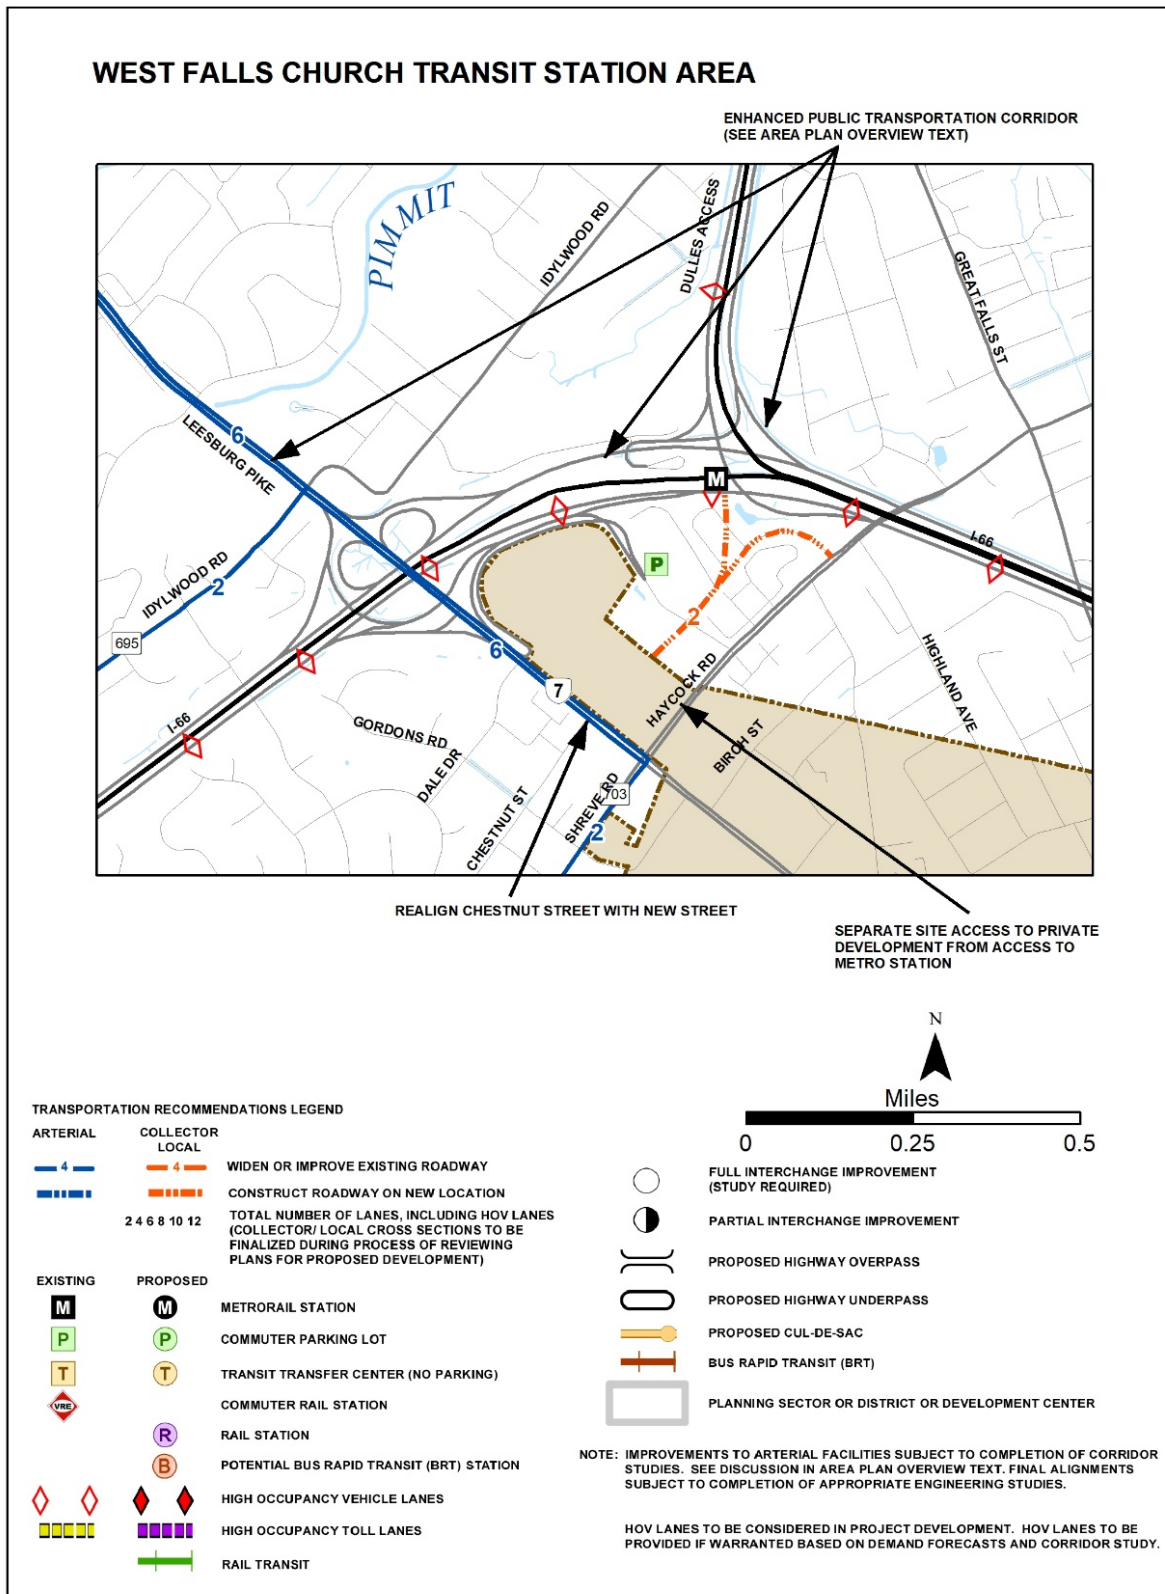 WEST FALLS CHURCH TRANSIT STATION AREA
ENHANCED PUBLIC TRANSPORTATION CORRIDOR
(SEE AREA PLAN OVERVIEW TEXT)
PIMMIT
IDYLWOOD RD
DULLES ACCESS
GREAT FALLS ST
6
LEESBURG PIKE
M
I-66
IDYLWOOD RD
2
P
695
2
6
7
HAYCOCK RD
HIGHLAND AVE
I-66
GORDONS RD
DALE DR
BIRCH ST
CHESTNUT ST
SHREVE RD
703
2
REALIGN CHESTNUT STREET WITH NEW STREET
SEPARATE SITE ACCESS TO PRIVATE
DEVELOPMENT FROM ACCESS TO
METRO STATION
N
Miles
0 0.25 0.5
TRANSPORTATION RECOMMENDATIONS LEGEND
ARTERIAL COLLECTOR
LOCAL
4 4 WIDEN OR IMPROVE EXISTING ROADWAY
CONSTRUCT ROADWAY ON NEW LOCATION
2 4 6 8 10 12 TOTAL NUMBER OF LANES, INCLUDING HOV LANES
(COLLECTOR/ LOCAL CROSS SECTIONS TO BE
FINALIZED DURING PROCESS OF REVIEWING
PLANS FOR PROPOSED DEVELOPMENT)
EXISTING PROPOSED
M M METRORAIL STATION
P P COMMUTER PARKING LOT
T T TRANSIT TRANSFER CENTER (NO PARKING)
VRE COMMUTER RAIL STATION
R RAIL STATION
B POTENTIAL BUS RAPID TRANSIT (BRT) STATION
HIGH OCCUPANCY VEHICLE LANES
HIGH OCCUPANCY TOLL LANES
RAIL TRANSIT
FULL INTERCHANGE IMPROVEMENT
(STUDY REQUIRED)
PARTIAL INTERCHANGE IMPROVEMENT
PROPOSED HIGHWAY OVERPASS
PROPOSED HIGHWAY UNDERPASS
PROPOSED CUL-DE-SAC
BUS RAPID TRANSIT (BRT)
PLANNING SECTOR OR DISTRICT OR DEVELOPMENT CENTER
NOTE: IMPROVEMENTS TO ARTERIAL FACILITIES SUBJECT TO COMPLETION OF CORRIDOR
STUDIES. SEE DISCUSSION IN AREA PLAN OVERVIEW TEXT. FINAL ALIGNMENTS
SUBJECT TO COMPLETION OF APPROPRIATE ENGINEERING STUDIES.
HOV LANES TO BE CONSIDERED IN PROJECT DEVELOPMENT. HOV LANES TO BE
PROVIDED IF WARRANTED BASED ON DEMAND FORECASTS AND CORRIDOR STUDY.